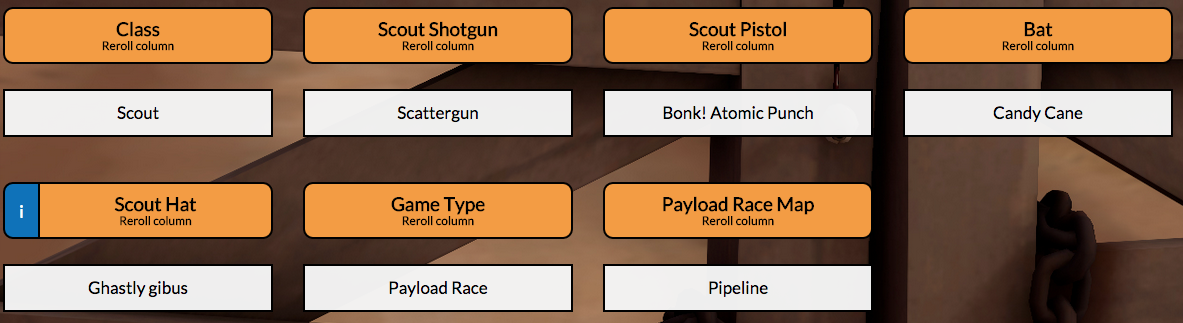 Class
Reroll column
Scout Shotgun
Reroll column
Scout Pistol
Reroll column
Bat
Reroll column
Scout
Scattergun
Bonk! Atomic Punch
Candy Cane
i
Scout Hat
Reroll column
Game Type
Reroll column
Payload Race Map
Reroll column
Ghastly gibus
Payload Race
Pipeline